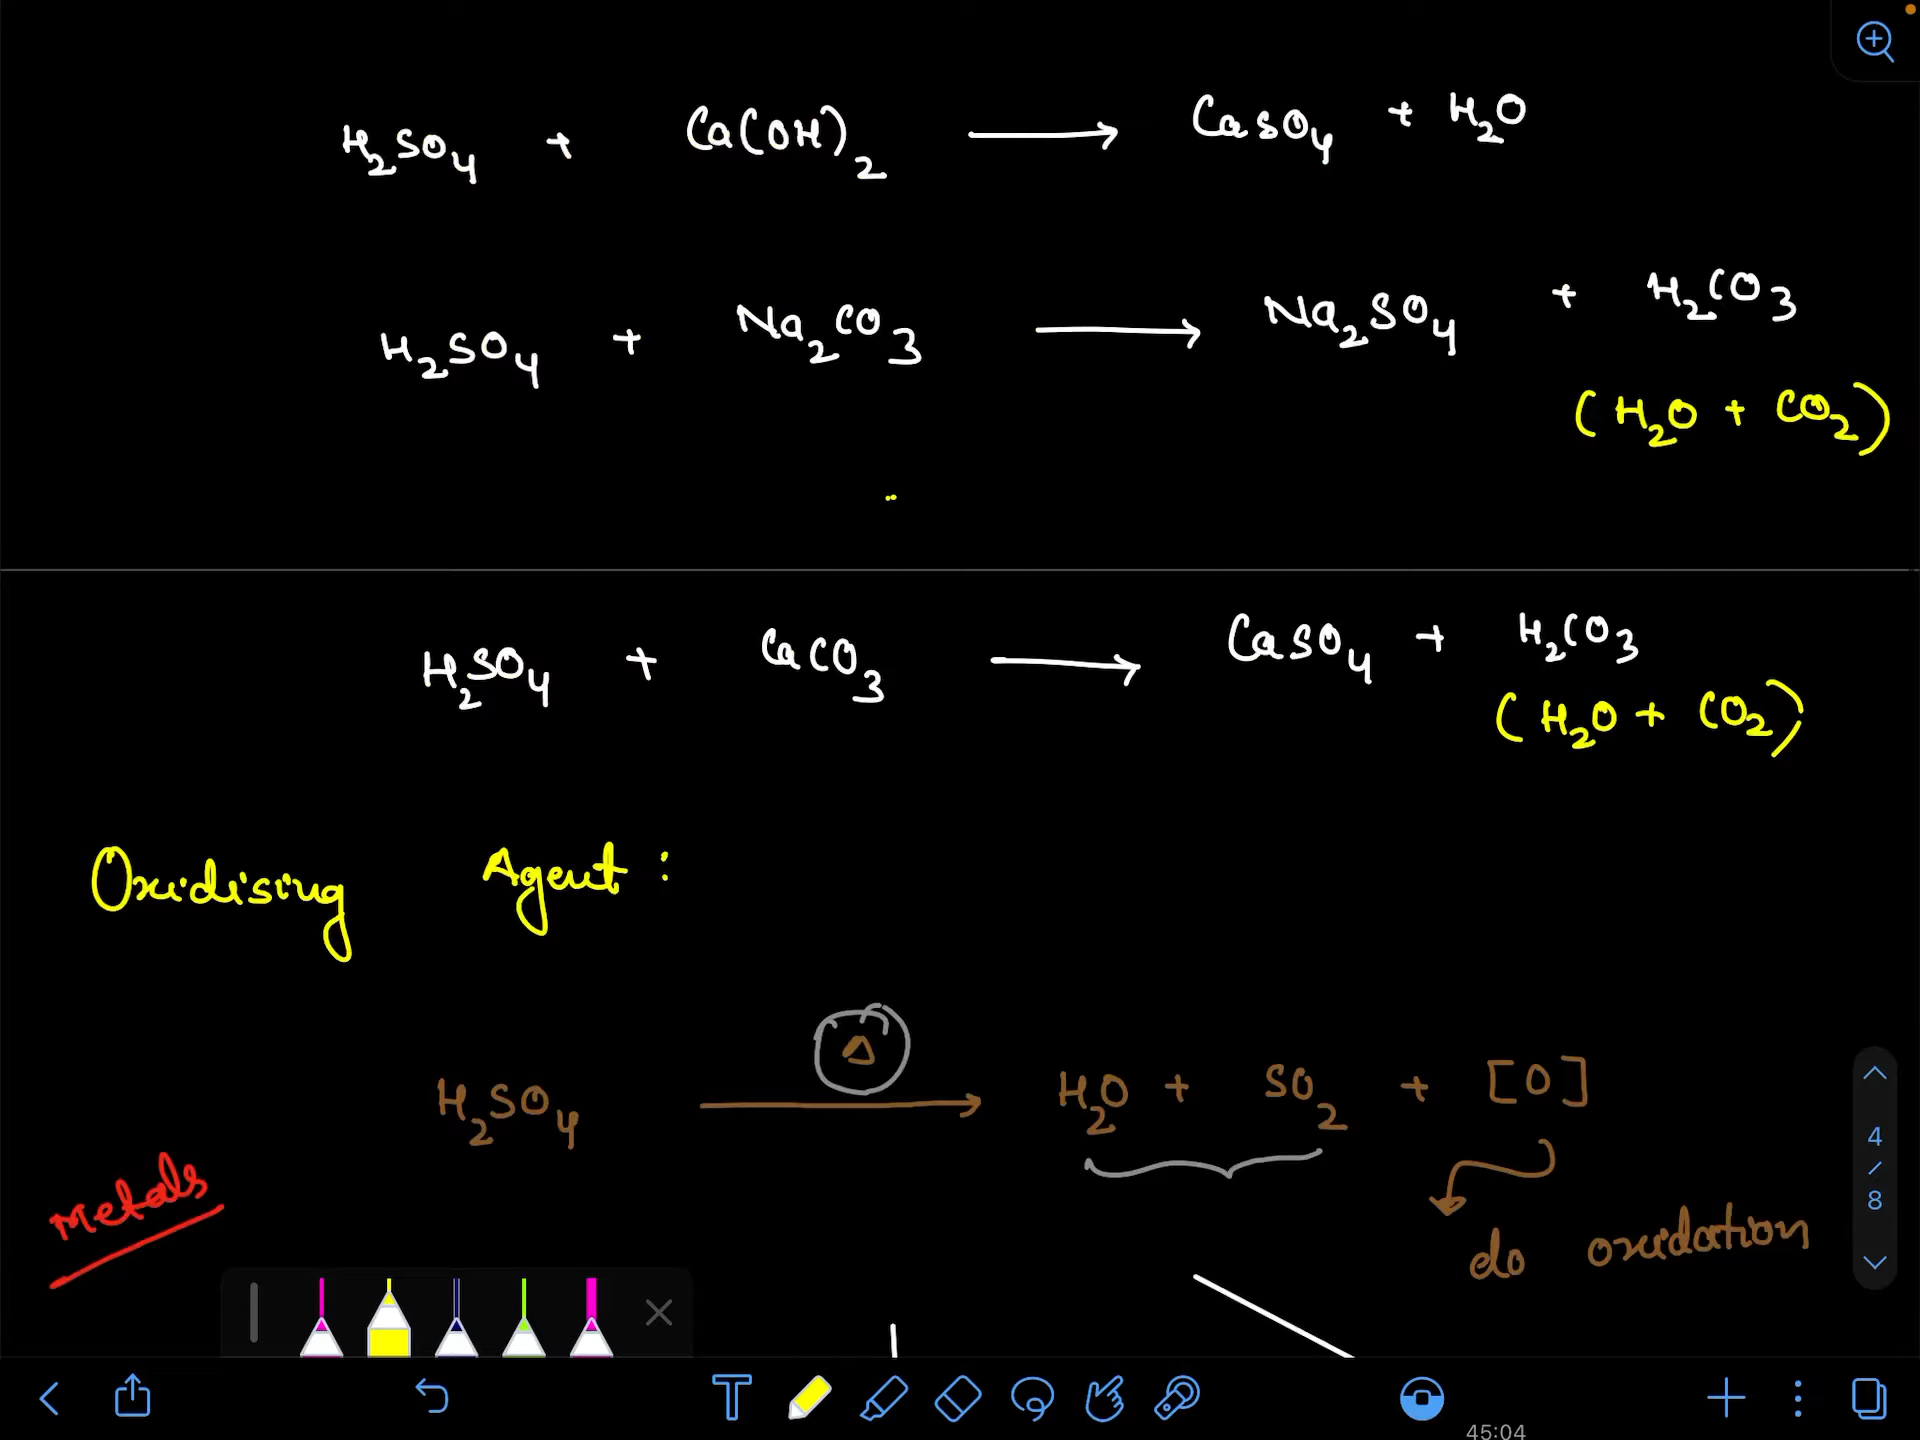 H₂SO₄ + Ca(OH)₂ ⟶ CaSO₄ + H₂O
H₂SO₄ + Na₂CO₃ ⟶ Na₂SO₄ + H₂CO₃
(H₂O + CO₂)
H₂SO₄ + CaCO₃ ⟶ CaSO₄ + H₂CO₃
(H₂O + CO₂)
Oxidising Agent :
Δ
H₂SO₄ ⟶ H₂O + SO₂ + [O]
do oxidation
Metals
4
/
8
T
45:04